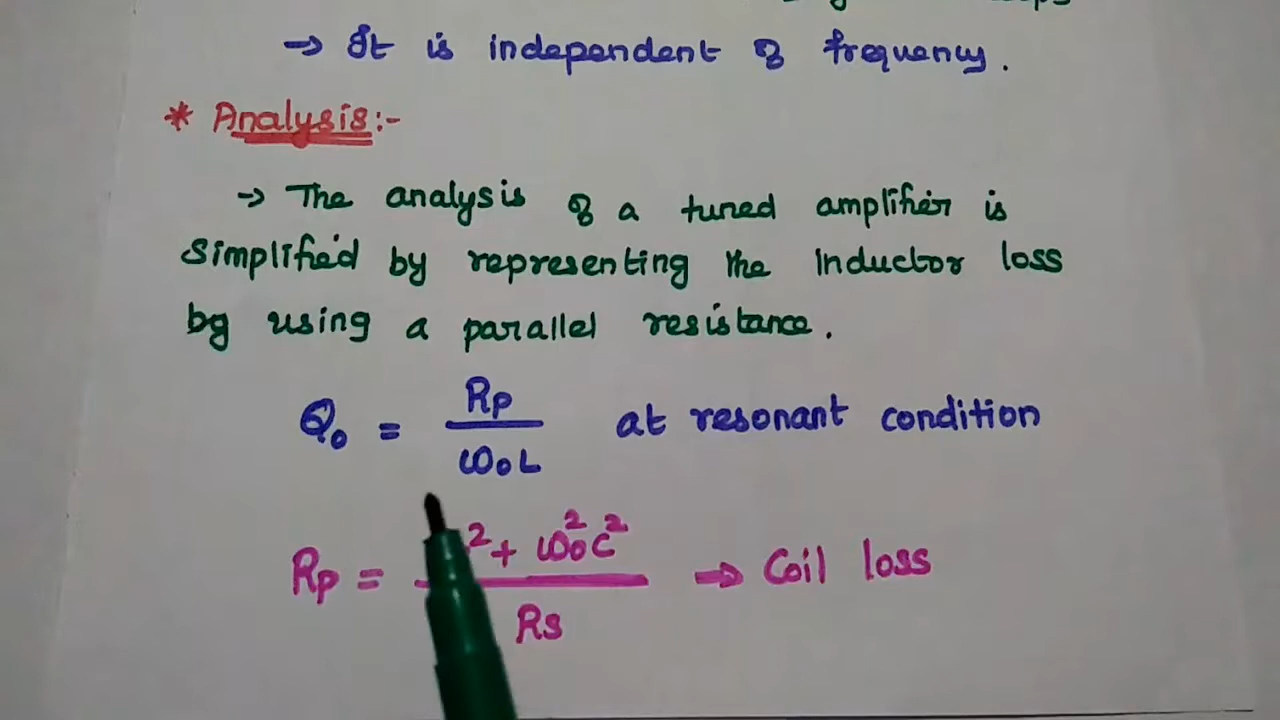 → It is independent of frequency.
* Analysis:-
→ The analysis of a tuned amplifier is
simplified by representing the inductor loss
by using a parallel resistance.
Q₀ = Rp / ω₀L at resonant condition
Rp = ² + ω₀²C² / Rs → Coil loss